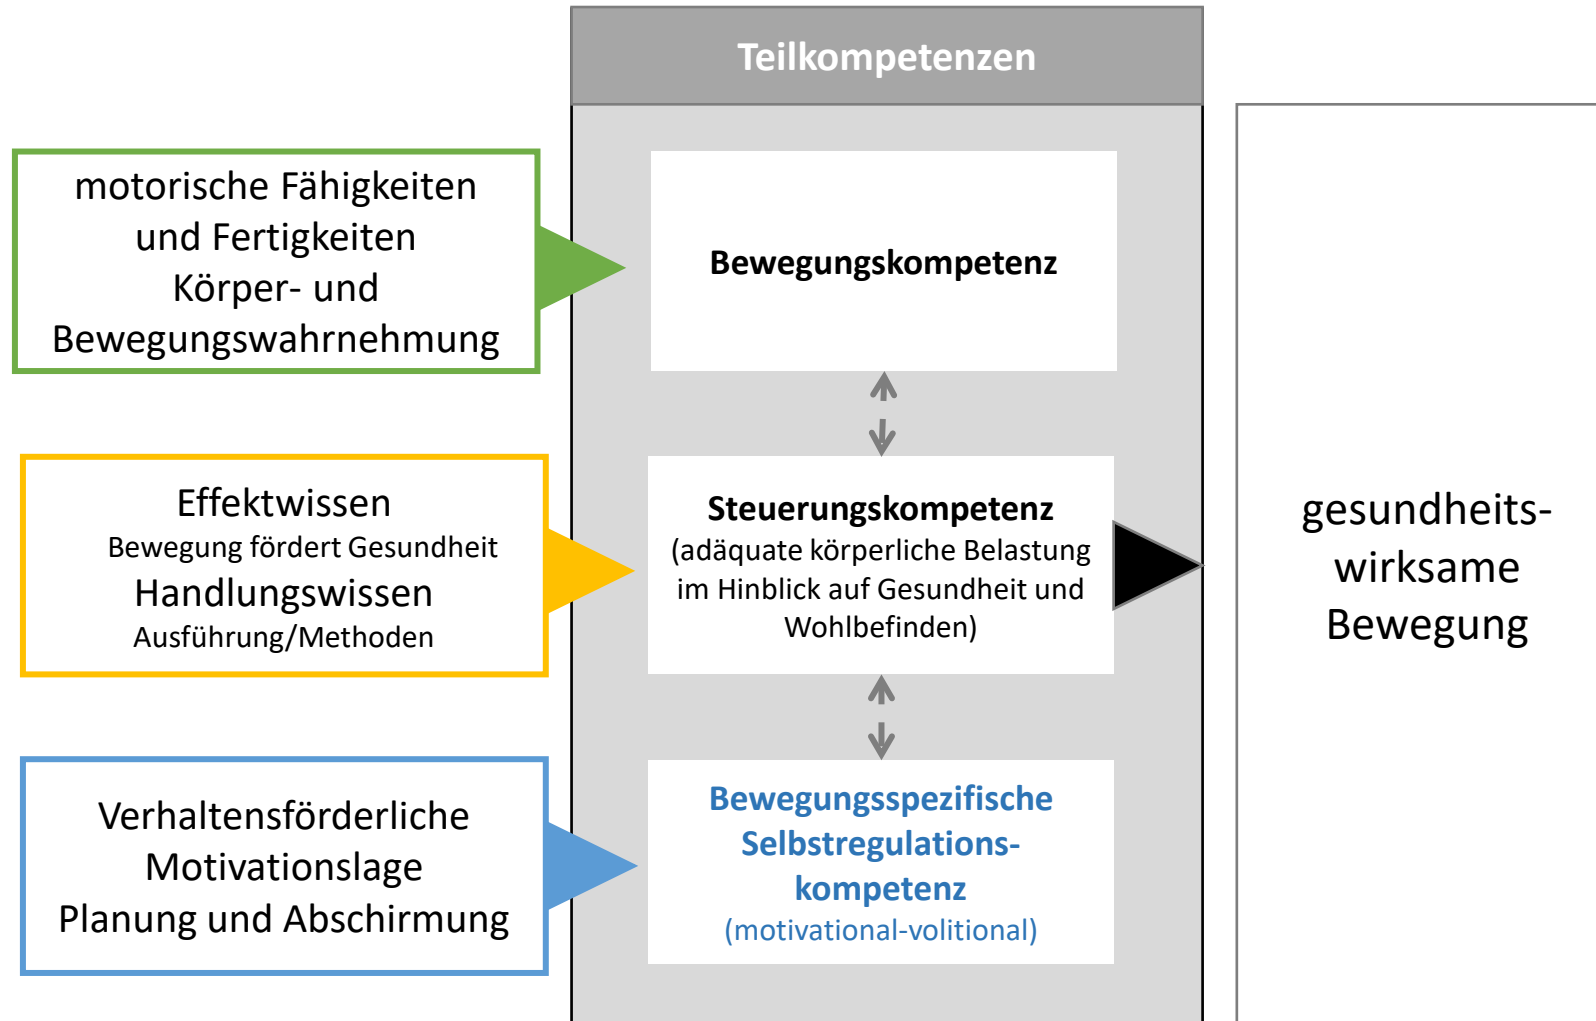 Teilkompetenzen
motorische Fähigkeiten
und Fertigkeiten
Körper- und
Bewegungswahrnehmung
Bewegungskompetenz
Effektwissen
Bewegung fördert Gesundheit
Handlungswissen
Ausführung/Methoden
Steuerungskompetenz
(adäquate körperliche Belastung
im Hinblick auf Gesundheit und
Wohlbefinden)
gesundheits-
wirksame
Bewegung
Verhaltensförderliche
Motivationslage
Planung und Abschirmung
Bewegungsspezifische
Selbstregulations-
kompetenz
(motivational-volitional)